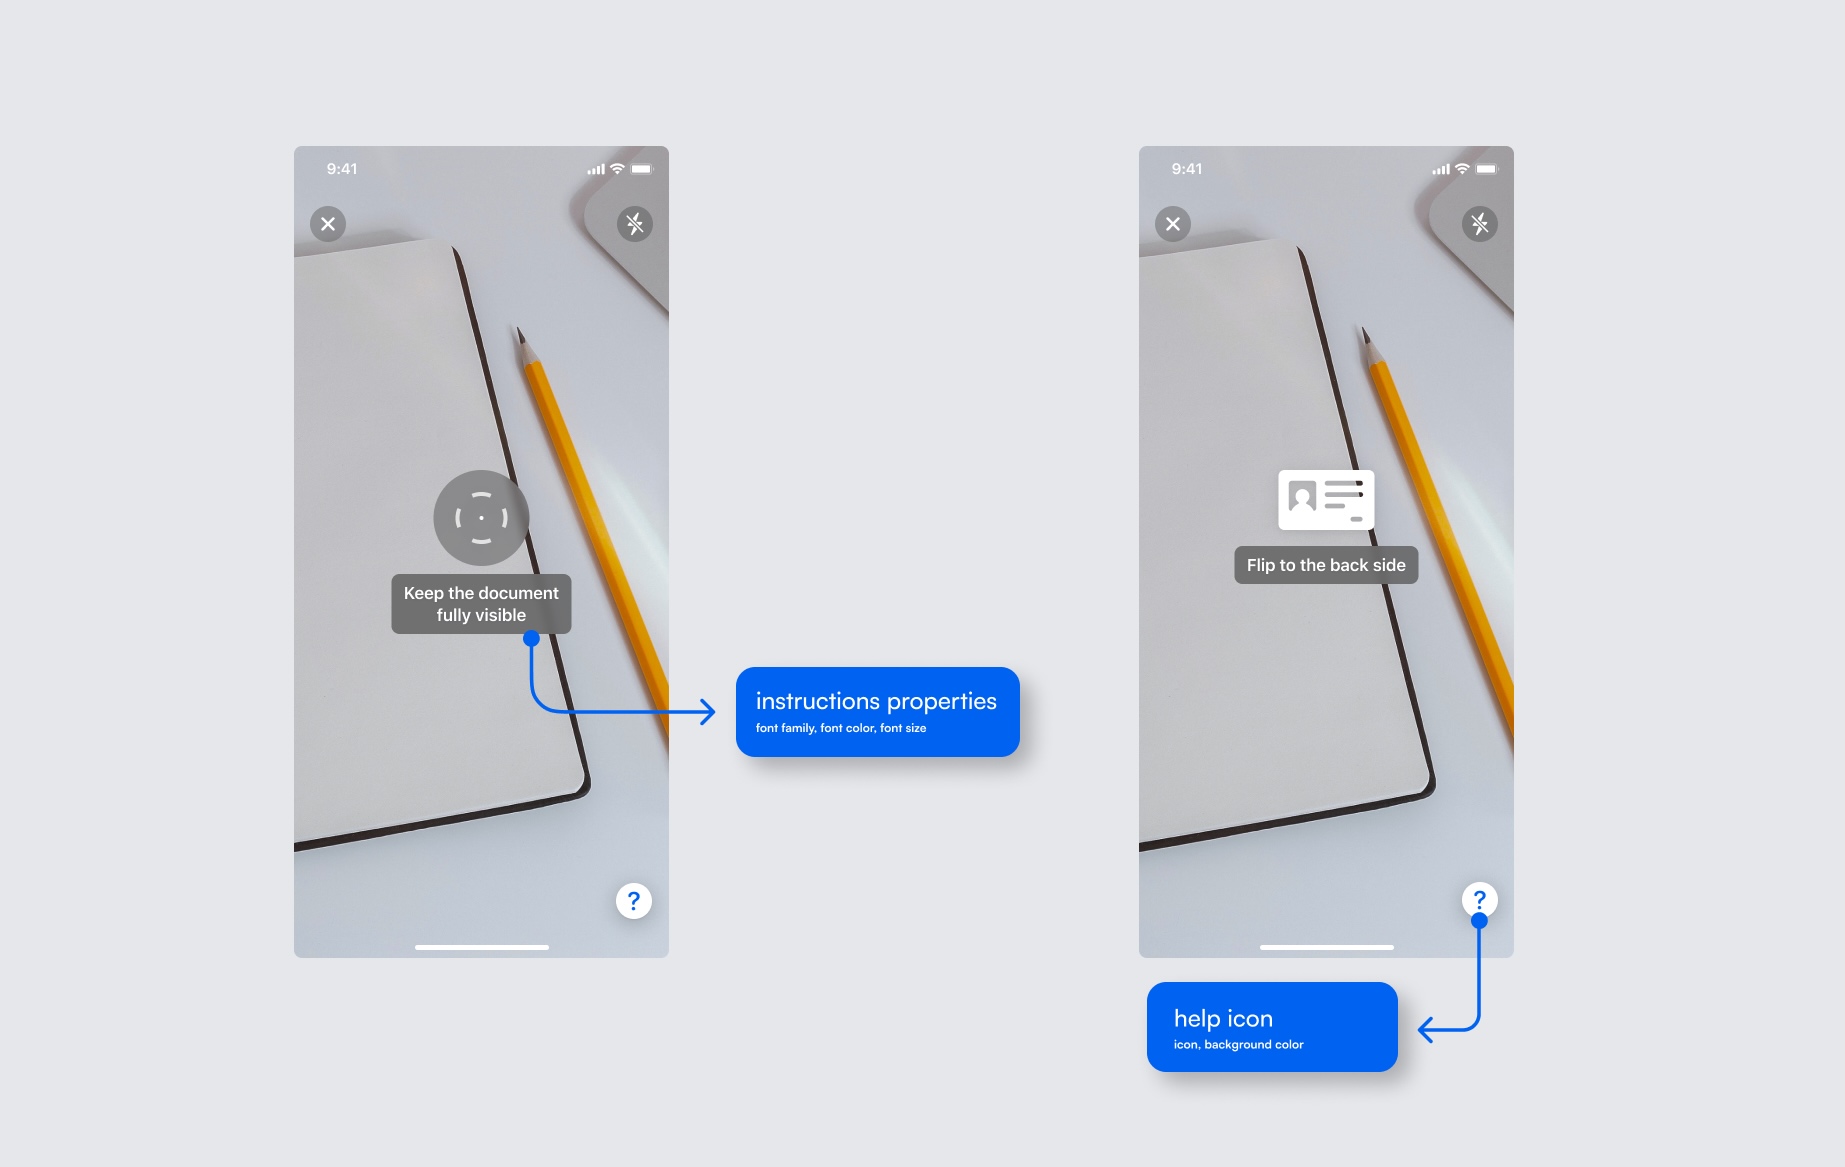 9:41
Keep the document
fully visible
?
instructions properties
font family, font color, font size
9:41
Flip to the back side
?
help icon
icon, background color